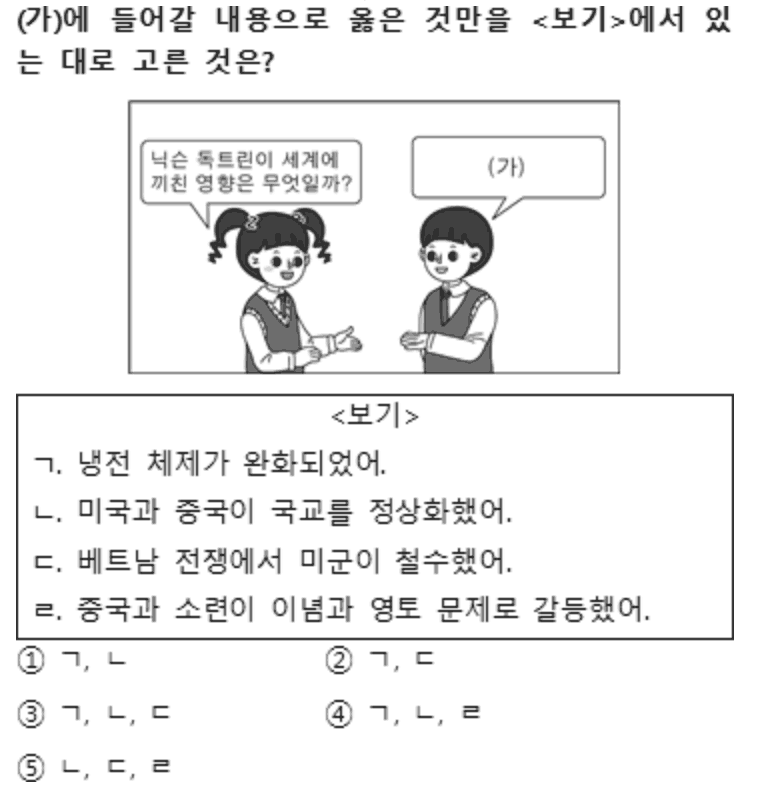 (가)에 들어갈 내용으로 옳은 것만을 <보기>에서 있
는 대로 고른 것은?
닉슨 독트린이 세계에
끼친 영향은 무엇일까?
(가)
<보기>
ㄱ. 냉전 체제가 완화되었어.
ㄴ. 미국과 중국이 국교를 정상화했어.
ㄷ. 베트남 전쟁에서 미군이 철수했어.
ㄹ. 중국과 소련이 이념과 영토 문제로 갈등했어.
① ㄱ, ㄴ ② ㄱ, ㄷ
③ ㄱ, ㄴ, ㄷ ④ ㄱ, ㄴ, ㄹ
⑤ ㄴ, ㄷ, ㄹ